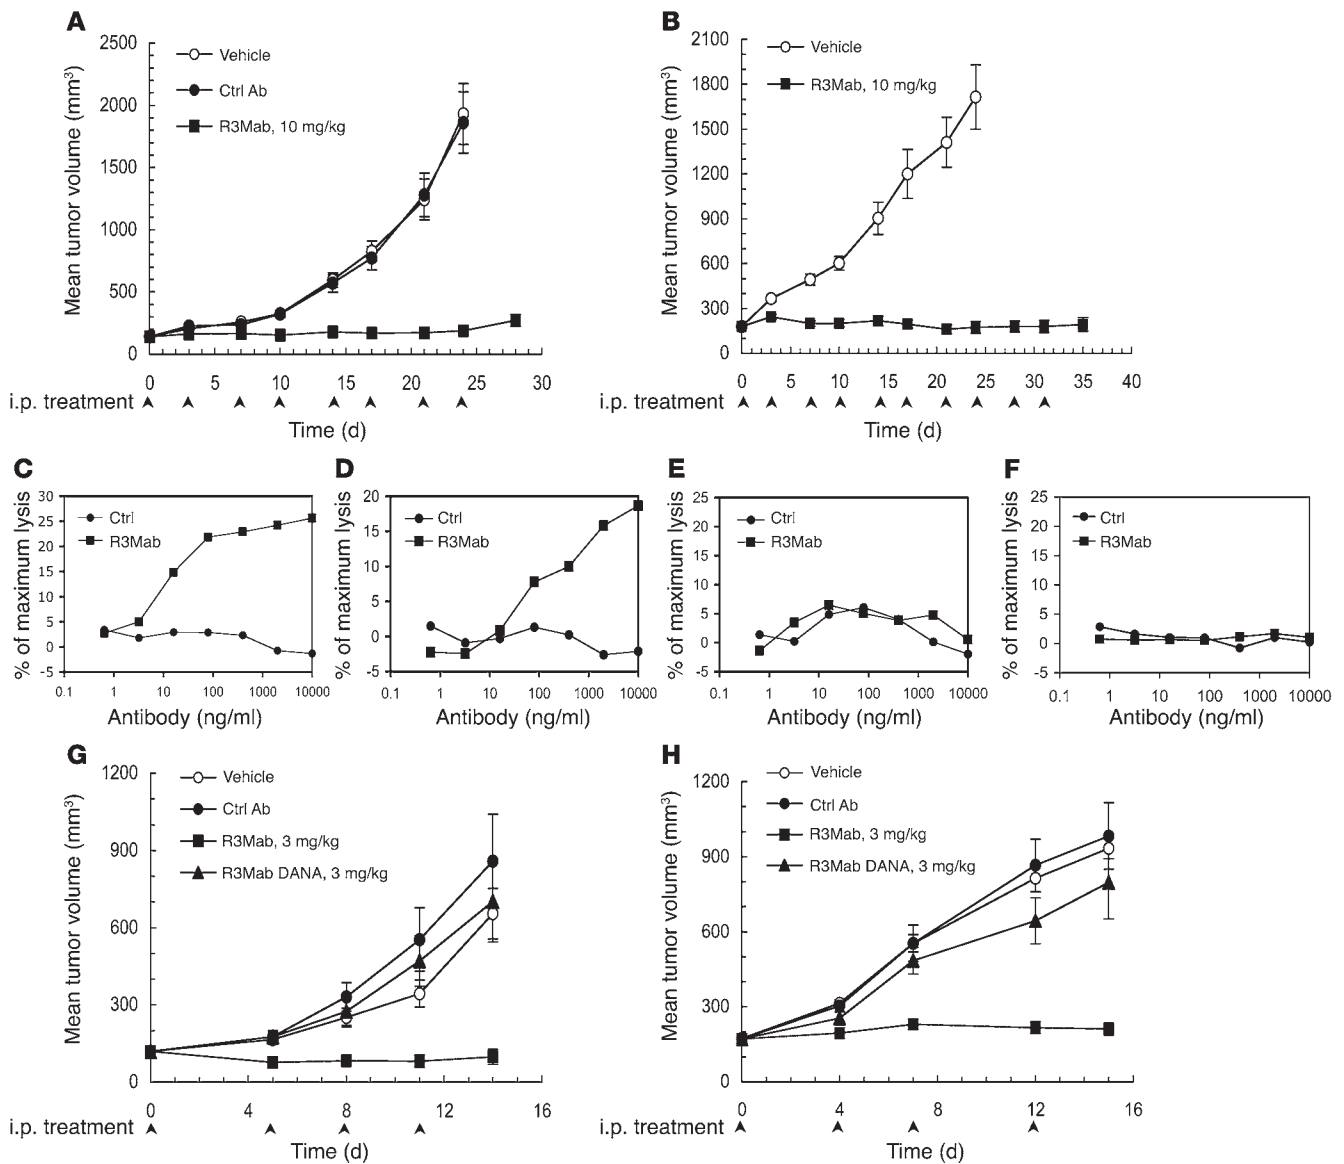 A
Mean tumor volume (mm³)
2500
2000
1500
1000
500
0
Vehicle
Ctrl Ab
R3Mab, 10 mg/kg
0 5 10 15 20 25 30
i.p. treatment
Time (d)
B
Mean tumor volume (mm³)
2100
1800
1500
1200
900
600
300
0
Vehicle
R3Mab, 10 mg/kg
0 5 10 15 20 25 30 35 40
i.p. treatment
Time (d)
C
% of maximum lysis
30
25
20
15
10
5
0
-5
Ctrl
R3Mab
0.1 1 10 100 1000 10000
Antibody (ng/ml)
D
% of maximum lysis
20
15
10
5
0
-5
Ctrl
R3Mab
0.1 1 10 100 1000 10000
Antibody (ng/ml)
E
% of maximum lysis
25
20
15
10
5
0
-5
Ctrl
R3Mab
0.1 1 10 100 1000 10000
Antibody (ng/ml)
F
% of maximum lysis
25
20
15
10
5
0
-5
Ctrl
R3Mab
0.1 1 10 100 1000 10000
Antibody (ng/ml)
G
Mean tumor volume (mm³)
1200
900
600
300
0
Vehicle
Ctrl Ab
R3Mab, 3 mg/kg
R3Mab DANA, 3 mg/kg
0 4 8 12 16
i.p. treatment
Time (d)
H
Mean tumor volume (mm³)
1200
900
600
300
0
Vehicle
Ctrl Ab
R3Mab, 3 mg/kg
R3Mab DANA, 3 mg/kg
0 4 8 12 16
i.p. treatment
Time (d)